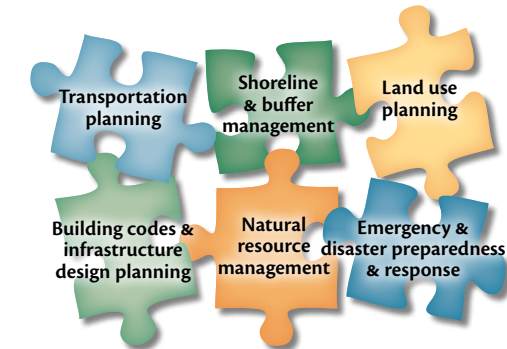 Transportation
planning
Shoreline
& buffer
management
Land use
planning
Building codes &
infrastructure
design planning
Natural
resource
management
Emergency &
disaster preparedness
& response